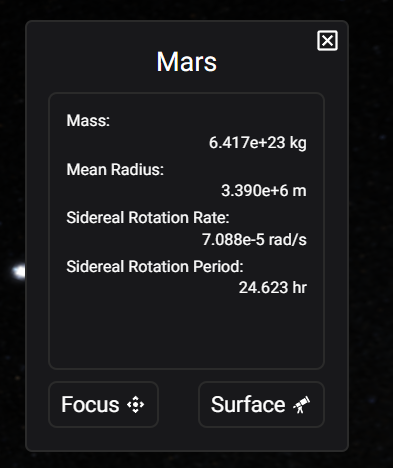 Mars
Mass:
6.417e+23 kg
Mean Radius:
3.390e+6 m
Sidereal Rotation Rate:
7.088e-5 rad/s
Sidereal Rotation Period:
24.623 hr
Focus
Surface